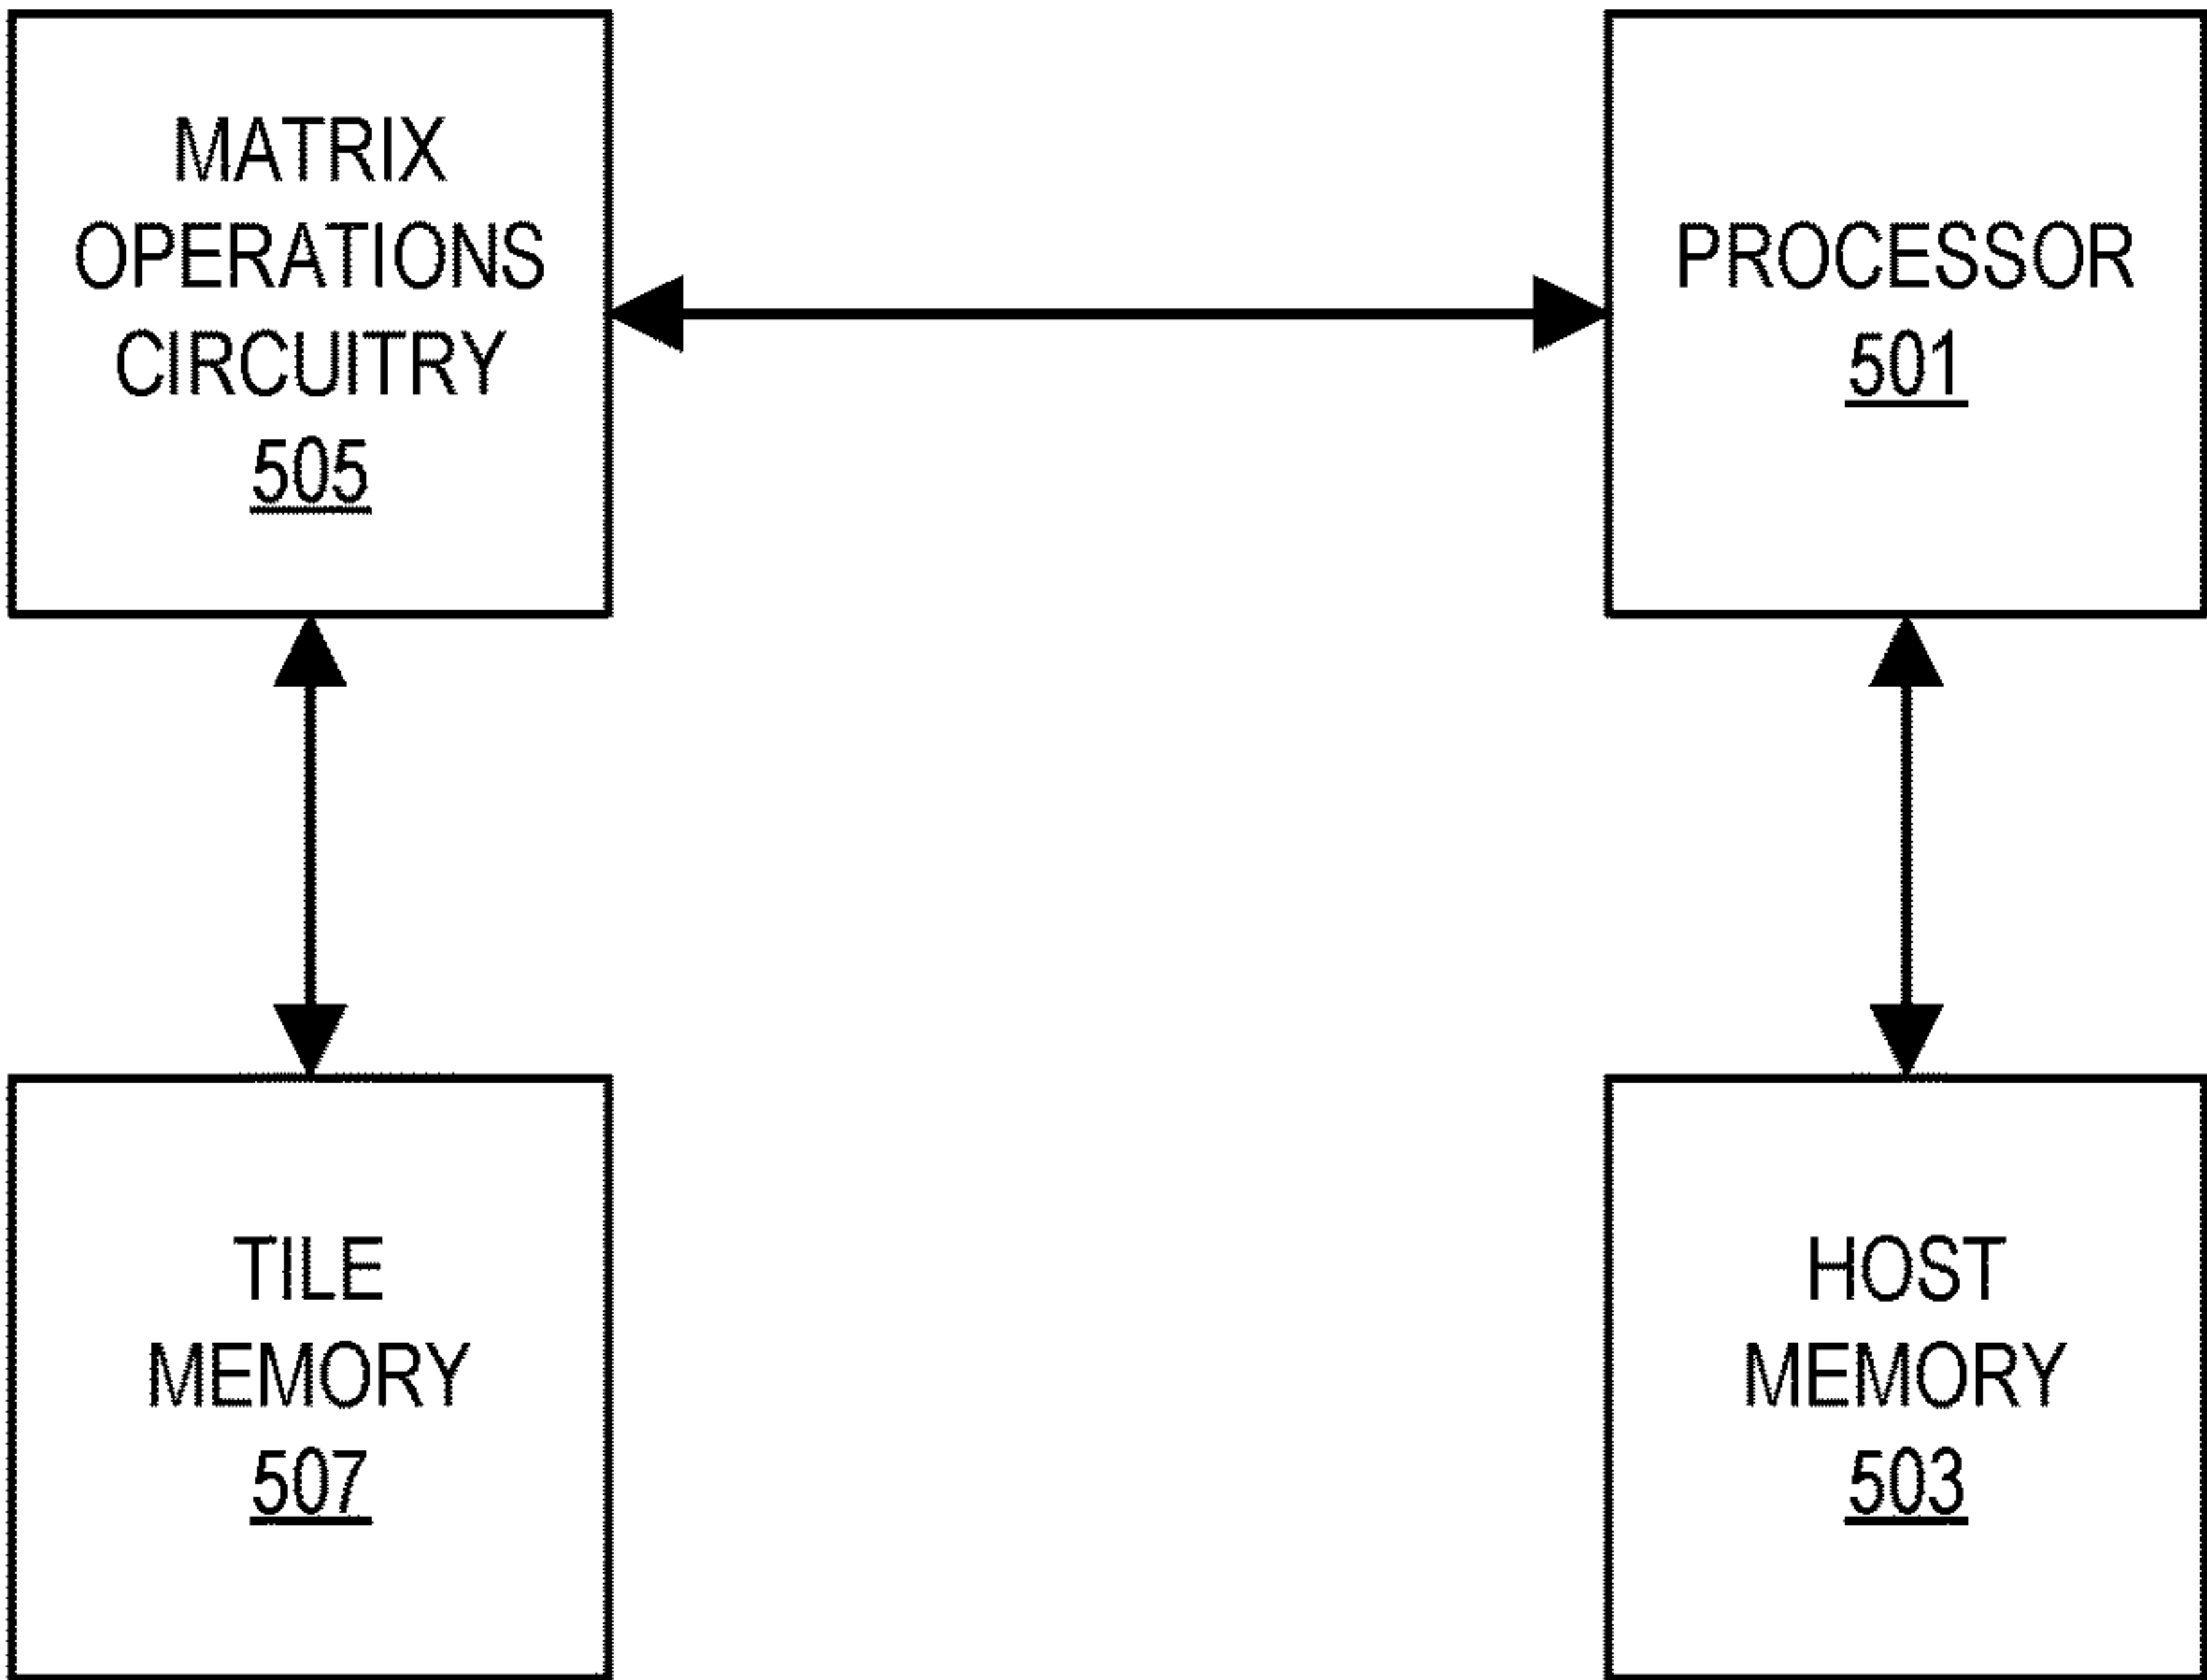 MATRIX
OPERATIONS
CIRCUITRY
505
PROCESSOR
501
TILE
MEMORY
507
HOST
MEMORY
503